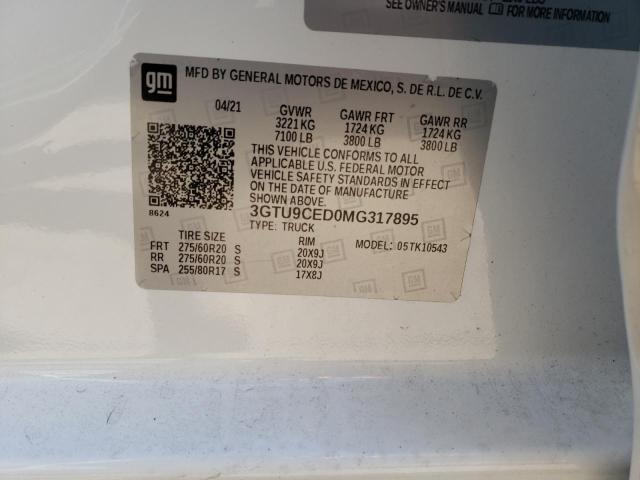 SEE OWNER'S MANUAL FOR MORE INFORMATION
gm MFD BY GENERAL MOTORS DE MEXICO, S. DE R.L. DE C.V.
04/21 GVWR GAWR FRT GAWR RR
3221 KG 1724 KG 1724 KG
7100 LB 3800 LB 3800 LB
THIS VEHICLE CONFORMS TO ALL
APPLICABLE U.S. FEDERAL MOTOR
VEHICLE SAFETY STANDARDS IN EFFECT
ON THE DATE OF MANUFACTURE
SHOWN ABOVE.
8624 3GTU9CED0MG317895
TYPE: TRUCK
TIRE SIZE RIM MODEL: 05TK10543
FRT 275/60R20 S 20X9J
RR 275/60R20 S 20X9J
SPA 255/80R17 S 17X8J